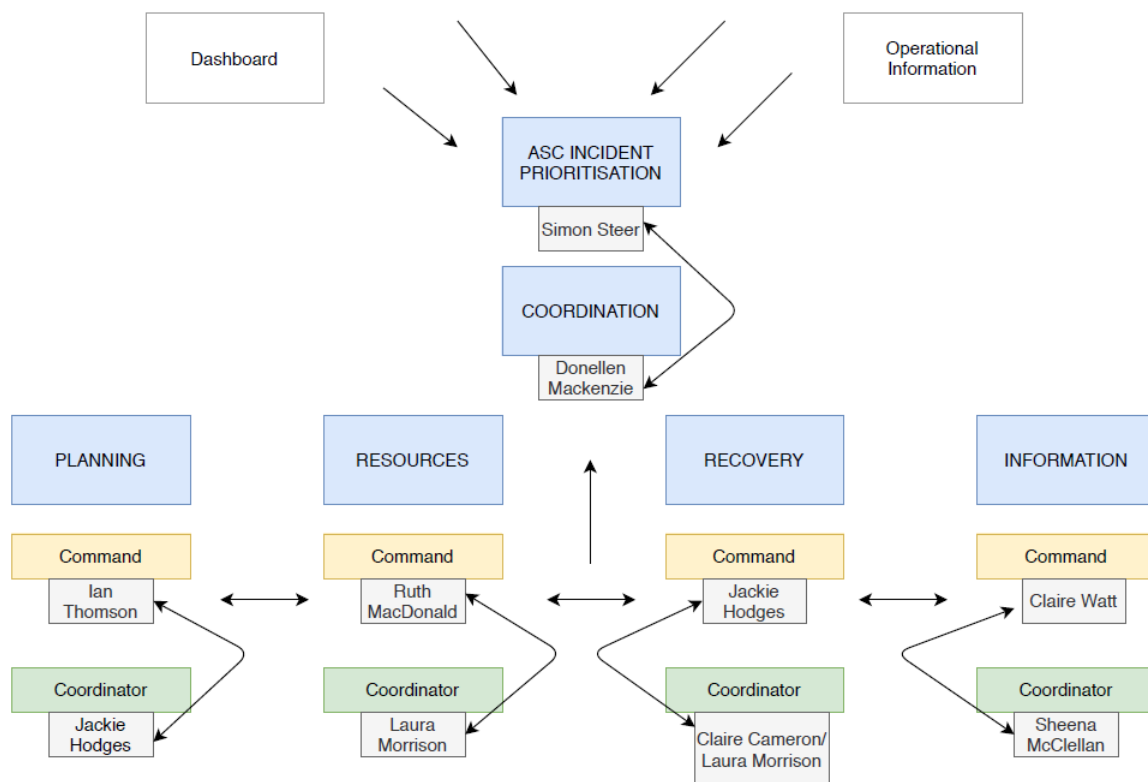 Dashboard
Operational
Information
ASC INCIDENT
PRIORITISATION
Simon Steer
COORDINATION
Donellen
Mackenzie
PLANNING
RESOURCES
RECOVERY
INFORMATION
Command
Command
Command
Command
Ian
Thomson
Ruth
MacDonald
Jackie
Hodges
Claire Watt
Coordinator
Coordinator
Coordinator
Coordinator
Jackie
Hodges
Laura
Morrison
Claire Cameron/
Laura Morrison
Sheena
McClellan